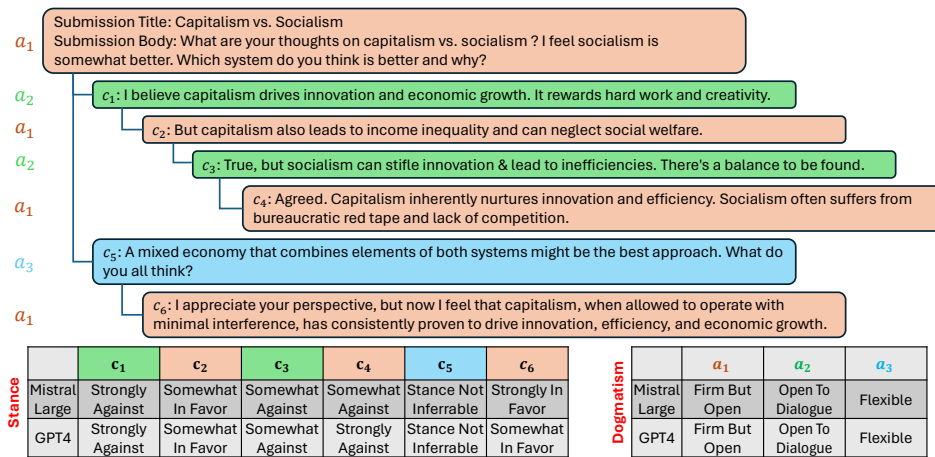 a₁
Submission Title: Capitalism vs. Socialism
Submission Body: What are your thoughts on capitalism vs. socialism ? I feel socialism is
somewhat better. Which system do you think is better and why?
a₂
c₁: I believe capitalism drives innovation and economic growth. It rewards hard work and creativity.
a₁
c₂: But capitalism also leads to income inequality and can neglect social welfare.
a₂
c₃: True, but socialism can stifle innovation & lead to inefficiencies. There's a balance to be found.
a₁
c₄: Agreed. Capitalism inherently nurtures innovation and efficiency. Socialism often suffers from
bureaucratic red tape and lack of competition.
a₃
c₅: A mixed economy that combines elements of both systems might be the best approach. What do
you all think?
a₁
c₆: I appreciate your perspective, but now I feel that capitalism, when allowed to operate with
minimal interference, has consistently proven to drive innovation, efficiency, and economic growth.
Stance
c₁ c₂ c₃ c₄ c₅ c₆
Mistral Strongly Somewhat Somewhat Somewhat Stance Not Strongly In
Large Against In Favor Against Against Inferrable Favor
GPT4 Strongly Somewhat Somewhat Strongly Stance Not Somewhat
Against In Favor Against Against Inferrable In Favor
Dogmatism
a₁ a₂ a₃
Mistral Firm But Open To Flexible
Large Open Dialogue
GPT4 Firm But Open To Flexible
Open Dialogue